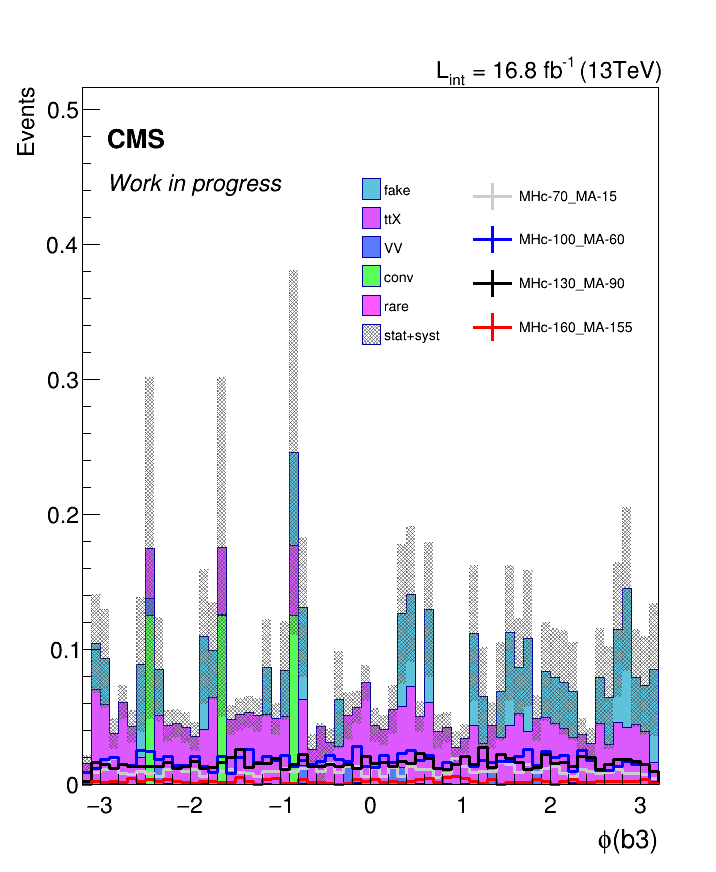 L_int = 16.8 fb^-1 (13TeV)
Events
CMS
Work in progress
fake
ttX
VV
conv
rare
stat+syst
MHc-70_MA-15
MHc-100_MA-60
MHc-130_MA-90
MHc-160_MA-155
0.5
0.4
0.3
0.2
0.1
0
−3 −2 −1 0 1 2 3
ϕ(b3)